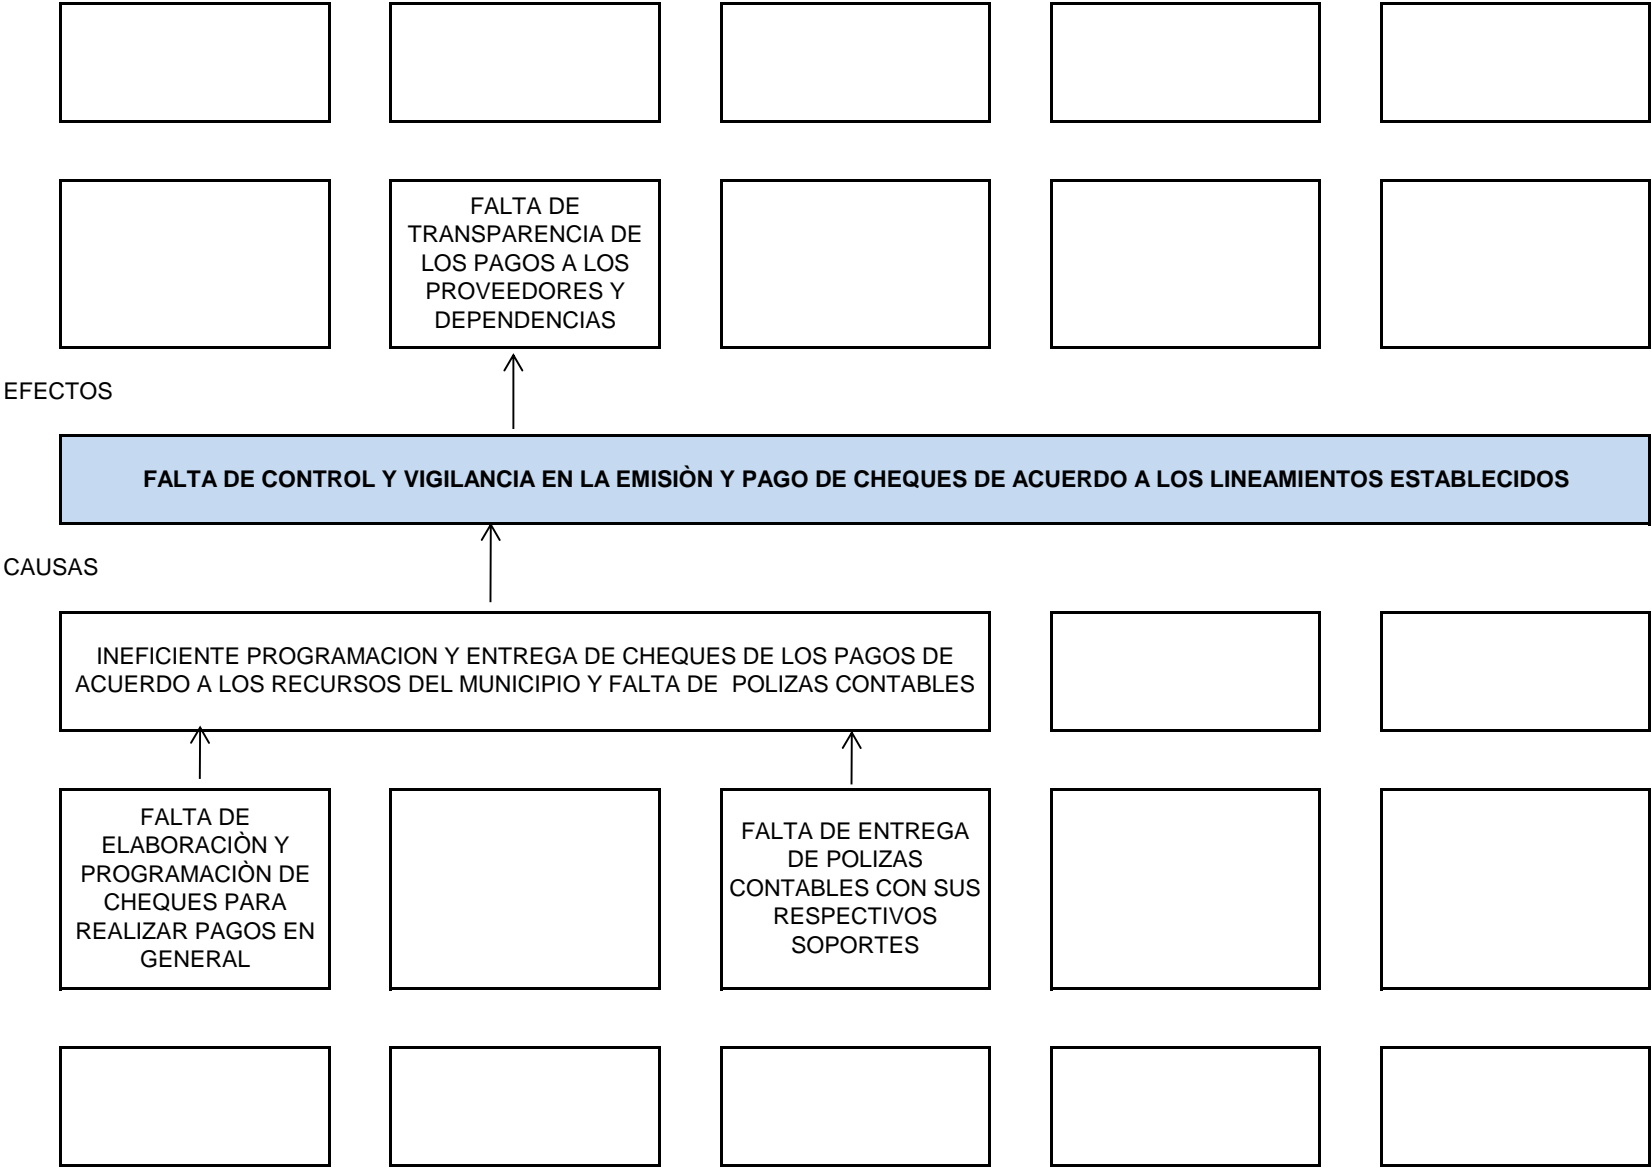 FALTA DE
TRANSPARENCIA DE
LOS PAGOS A LOS
PROVEEDORES Y
DEPENDENCIAS
EFECTOS
FALTA DE CONTROL Y VIGILANCIA EN LA EMISIÒN Y PAGO DE CHEQUES DE ACUERDO A LOS LINEAMIENTOS ESTABLECIDOS
CAUSAS
INEFICIENTE PROGRAMACION Y ENTREGA DE CHEQUES DE LOS PAGOS DE
ACUERDO A LOS RECURSOS DEL MUNICIPIO Y FALTA DE  POLIZAS CONTABLES
FALTA DE
ELABORACIÒN Y
PROGRAMACIÒN DE
CHEQUES PARA
REALIZAR PAGOS EN
GENERAL
FALTA DE ENTREGA
DE POLIZAS
CONTABLES CON SUS
RESPECTIVOS
SOPORTES